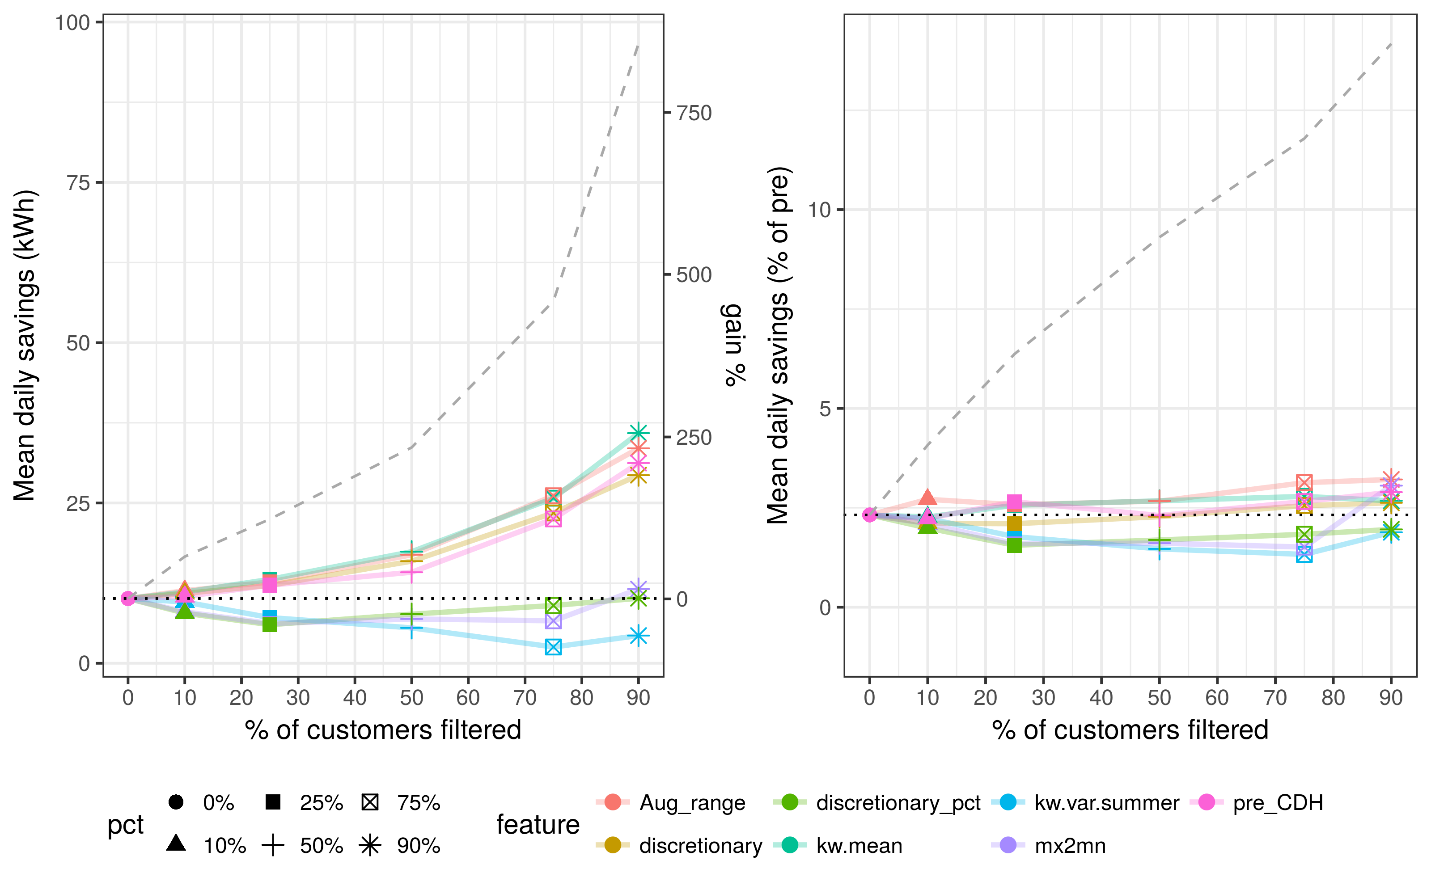 Mean daily savings (kWh)
100
75
50
25
0
750
500
250
0
gain %
0 10 20 30 40 50 60 70 80 90
% of customers filtered
Mean daily savings (% of pre)
10
5
0
0 10 20 30 40 50 60 70 80 90
% of customers filtered
pct
0% 25% 75%
10% 50% 90%
feature
Aug_range discretionary_pct kw.var.summer pre_CDH
discretionary kw.mean mx2mn